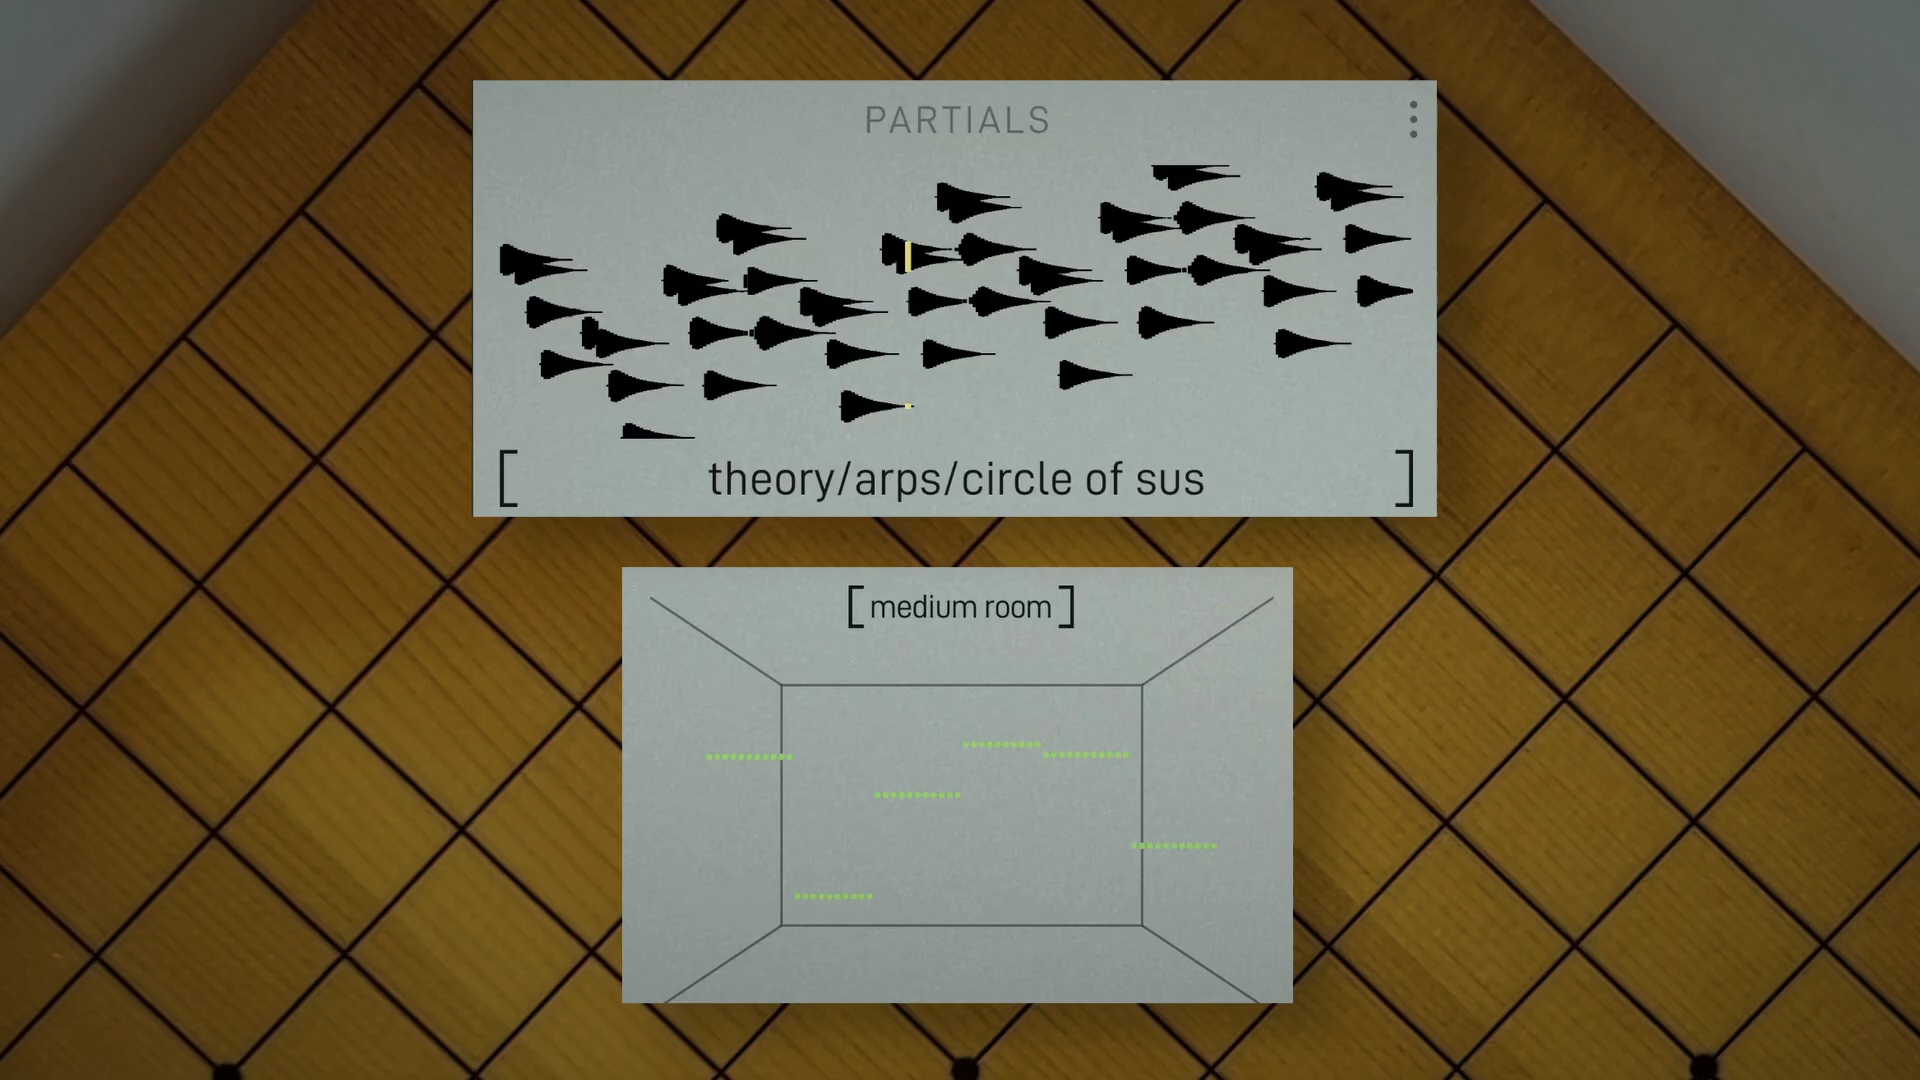 PARTIALS
[ theory/arps/circle of sus ]
[medium room]